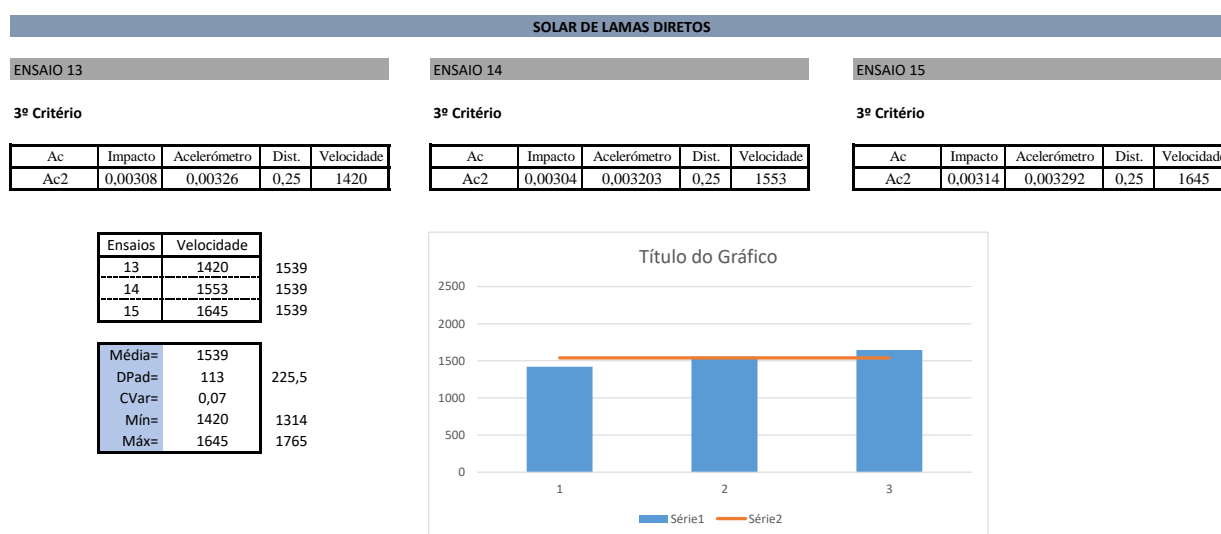 SOLAR DE LAMAS DIRETOS
ENSAIO 13
ENSAIO 14
ENSAIO 15
3º Critério
3º Critério
3º Critério
Ac Impacto Acelerómetro Dist. Velocidade
Ac2 0,00308 0,00326 0,25 1420
Ac Impacto Acelerómetro Dist. Velocidade
Ac2 0,00304 0,003203 0,25 1553
Ac Impacto Acelerómetro Dist. Velocidade
Ac2 0,00314 0,003292 0,25 1645
Ensaios Velocidade
13 1420 1539
14 1553 1539
15 1645 1539
Média= 1539
DPad= 113 225,5
CVar= 0,07
Mín= 1420 1314
Máx= 1645 1765
Título do Gráfico
2500
2000
1500
1000
500
0
1 2 3
Série1 Série2